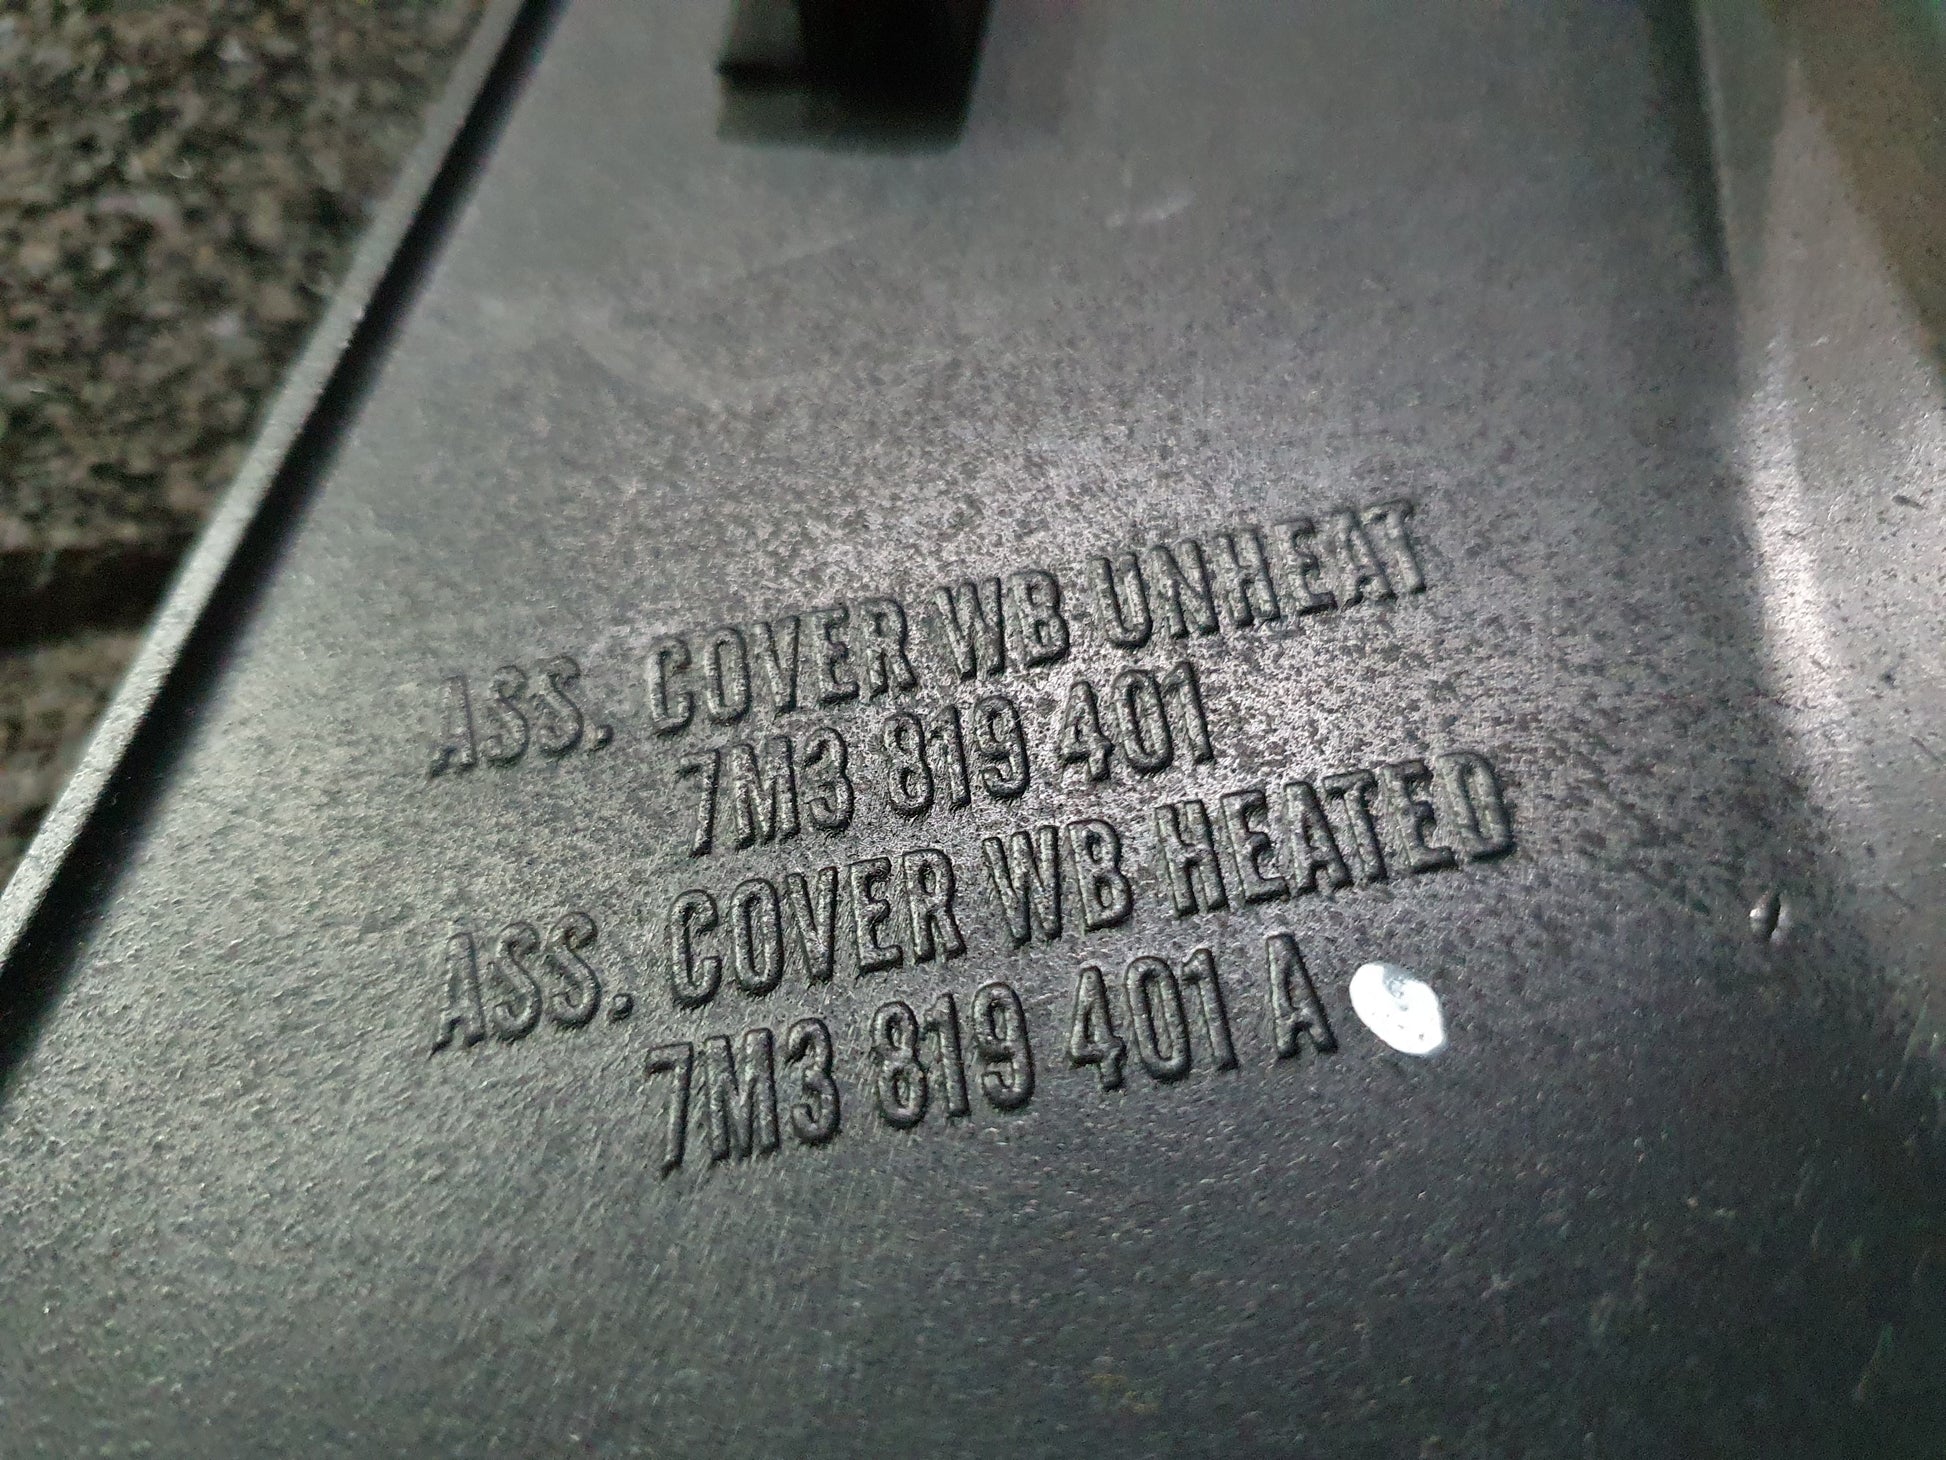 ASS. COVER WB UNHEAT
7M3 819 401
ASS. COVER WB HEATED
7M3 819 401 A